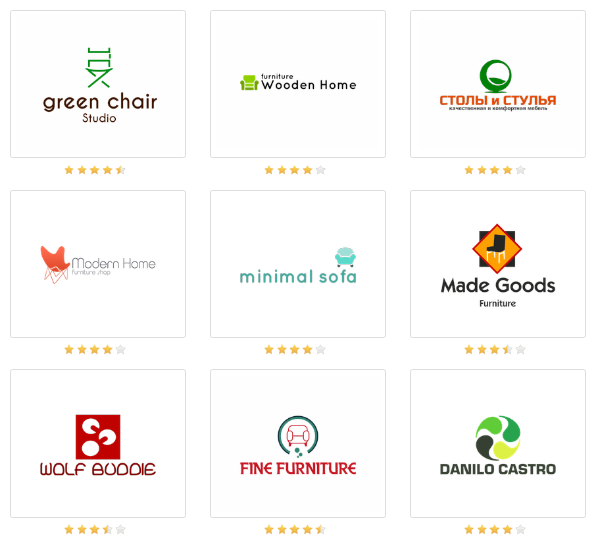 green chair
Studio
furniture
Wooden Home
СТОЛЫ и СТУЛЬЯ
качественная и комфортная мебель
Modern Home
furniture shop
minimal sofa
Made Goods
Furniture
WOLF BUDDIE
FINE FURNITURE
DANILO CASTRO